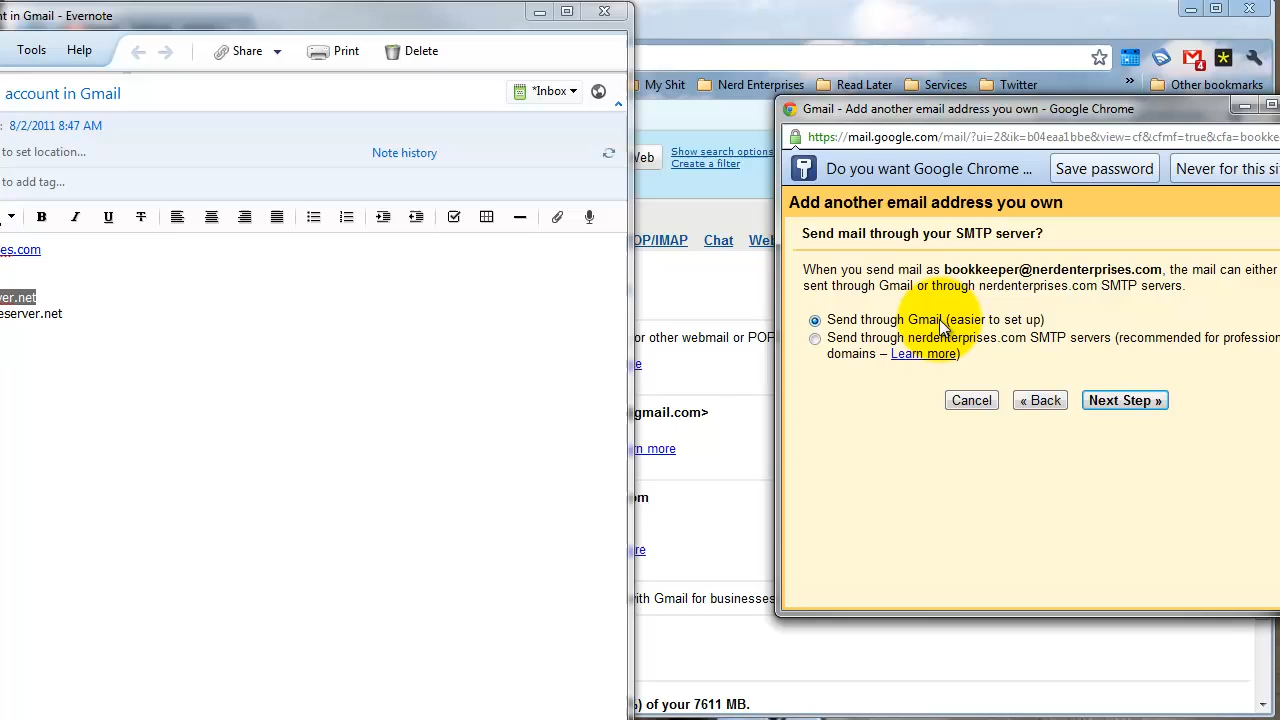 nt in Gmail - Evernote
Tools Help Share Print Delete
account in Gmail
*Inbox
: 8/2/2011 8:47 AM
to set location...
Note history
to add tag...
B I U T
es.com
ver.net
eserver.net
My Shit Nerd Enterprises Read Later Services Twitter » Other bookmarks
4
Web
Show search options
Create a filter
OP/IMAP Chat Web
or other webmail or POP
e
gmail.com>
rn more
om
re
with Gmail for businesses
) of your 7611 MB.
Gmail - Add another email address you own - Google Chrome
https://mail.google.com/mail/?ui=2&ik=b04eaa1bbe&view=cf&cfmf=true&cfa=bookke
Do you want Google Chrome ... Save password Never for this si
Add another email address you own
Send mail through your SMTP server?
When you send mail as bookkeeper@nerdenterprises.com, the mail can either
sent through Gmail or through nerdenterprises.com SMTP servers.
Send through Gmail (easier to set up)
Send through nerdenterprises.com SMTP servers (recommended for profession
domains – Learn more)
Cancel « Back Next Step »